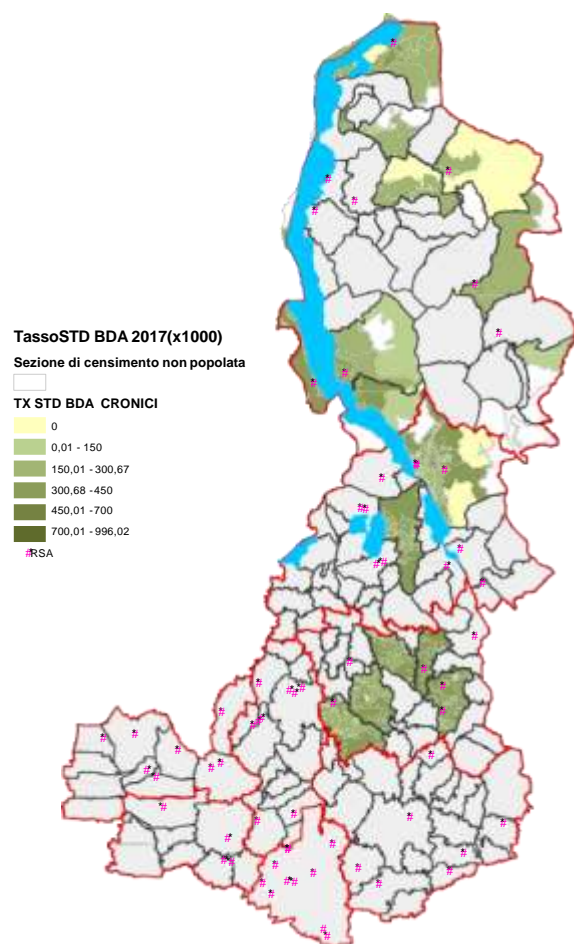 TassoSTD BDA 2017(x1000)
Sezione di censimento non popolata
TX STD BDA CRONICI
0
0,01 - 150
150,01 - 300,67
300,68 - 450
450,01 - 700
700,01 - 996,02
#RSA